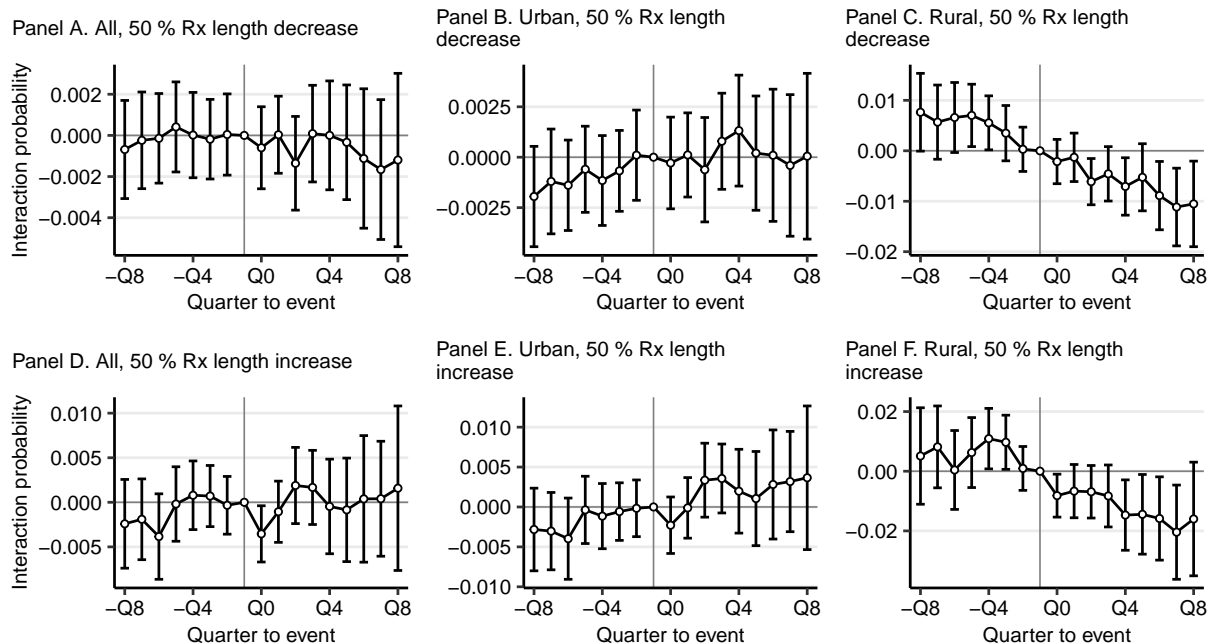 Panel A. All, 50 % Rx length decrease
Interaction probability
0.002
0.000
−0.002
−0.004
−Q8 −Q4 Q0 Q4 Q8
Quarter to event
Panel B. Urban, 50 % Rx length
decrease
0.0025
0.0000
−0.0025
−Q8 −Q4 Q0 Q4 Q8
Quarter to event
Panel C. Rural, 50 % Rx length
decrease
0.01
0.00
−0.01
−0.02
−Q8 −Q4 Q0 Q4 Q8
Quarter to event
Panel D. All, 50 % Rx length increase
Interaction probability
0.010
0.005
0.000
−0.005
−Q8 −Q4 Q0 Q4 Q8
Quarter to event
Panel E. Urban, 50 % Rx length
increase
0.010
0.005
0.000
−0.005
−0.010
−Q8 −Q4 Q0 Q4 Q8
Quarter to event
Panel F. Rural, 50 % Rx length
increase
0.02
0.00
−0.02
−Q8 −Q4 Q0 Q4 Q8
Quarter to event